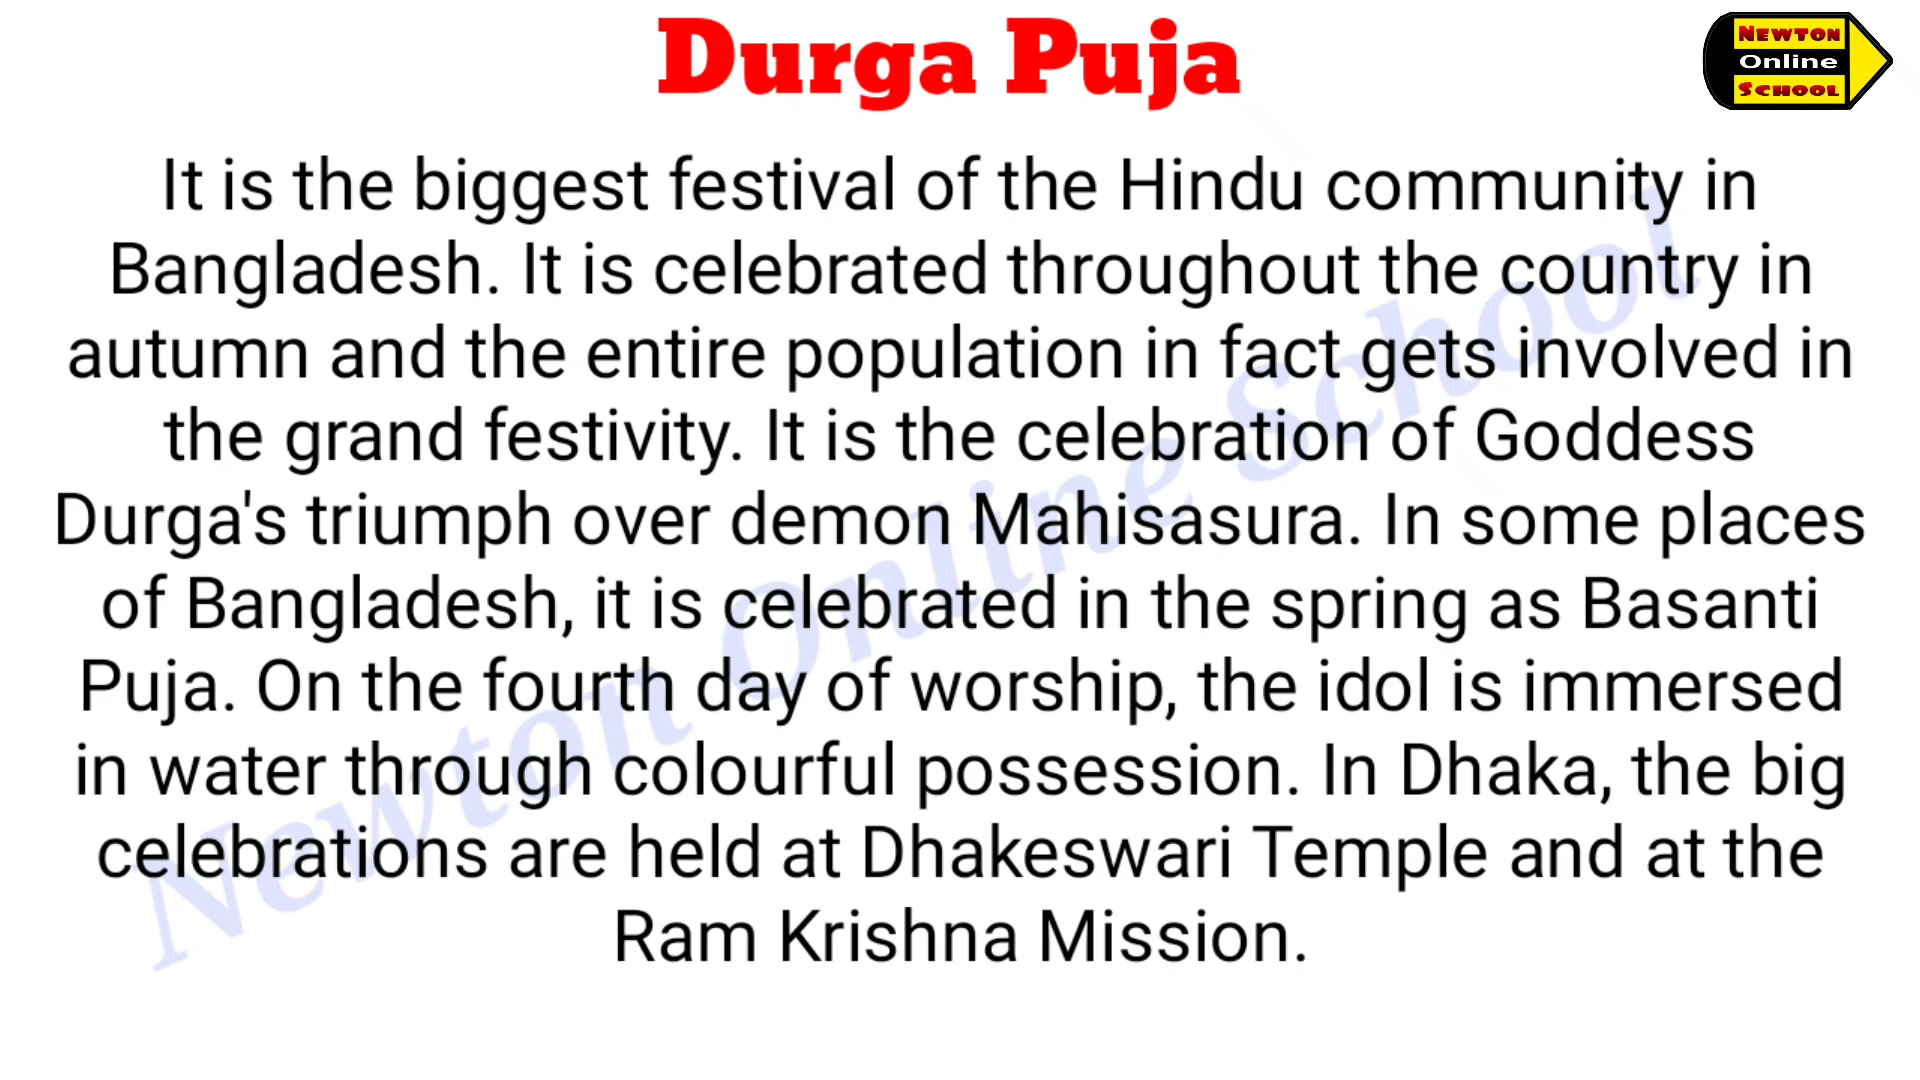 Durga Puja
NEWTON
Online
SCHOOL
It is the biggest festival of the Hindu community in
Bangladesh. It is celebrated throughout the country in
autumn and the entire population in fact gets involved in
the grand festivity. It is the celebration of Goddess
Durga's triumph over demon Mahisasura. In some places
of Bangladesh, it is celebrated in the spring as Basanti
Puja. On the fourth day of worship, the idol is immersed
in water through colourful possession. In Dhaka, the big
celebrations are held at Dhakeswari Temple and at the
Ram Krishna Mission.
Newton Online School